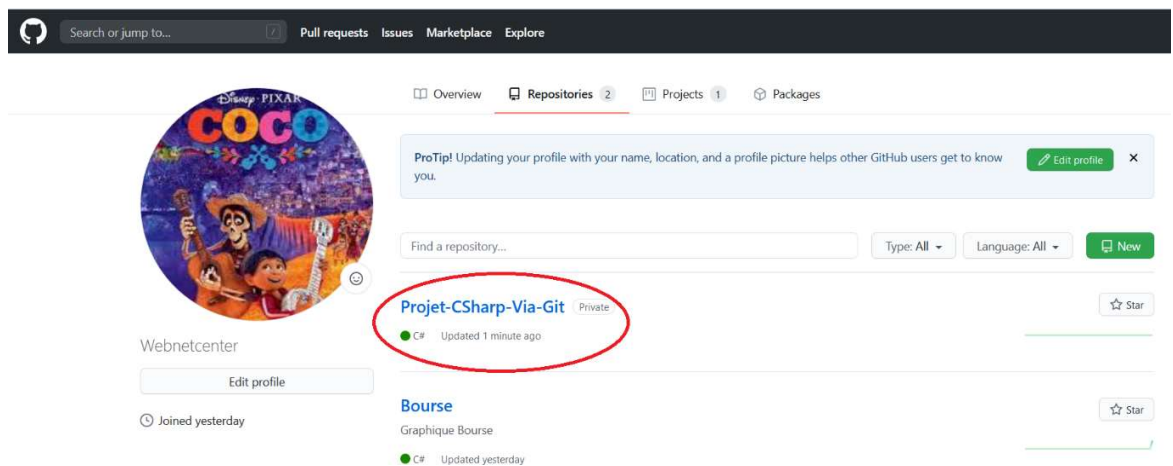 Search or jump to... /
Pull requests Issues Marketplace Explore
Overview Repositories 2 Projects 1 Packages
Disney · PIXAR
COCO
ProTip! Updating your profile with your name, location, and a profile picture helps other GitHub users get to know
you.
Edit profile
Find a repository...
Type: All
Language: All
New
Projet-CSharp-Via-Git Private
Star
C# Updated 1 minute ago
Webnetcenter
Edit profile
Joined yesterday
Bourse
Star
Graphique Bourse
C# Updated yesterday